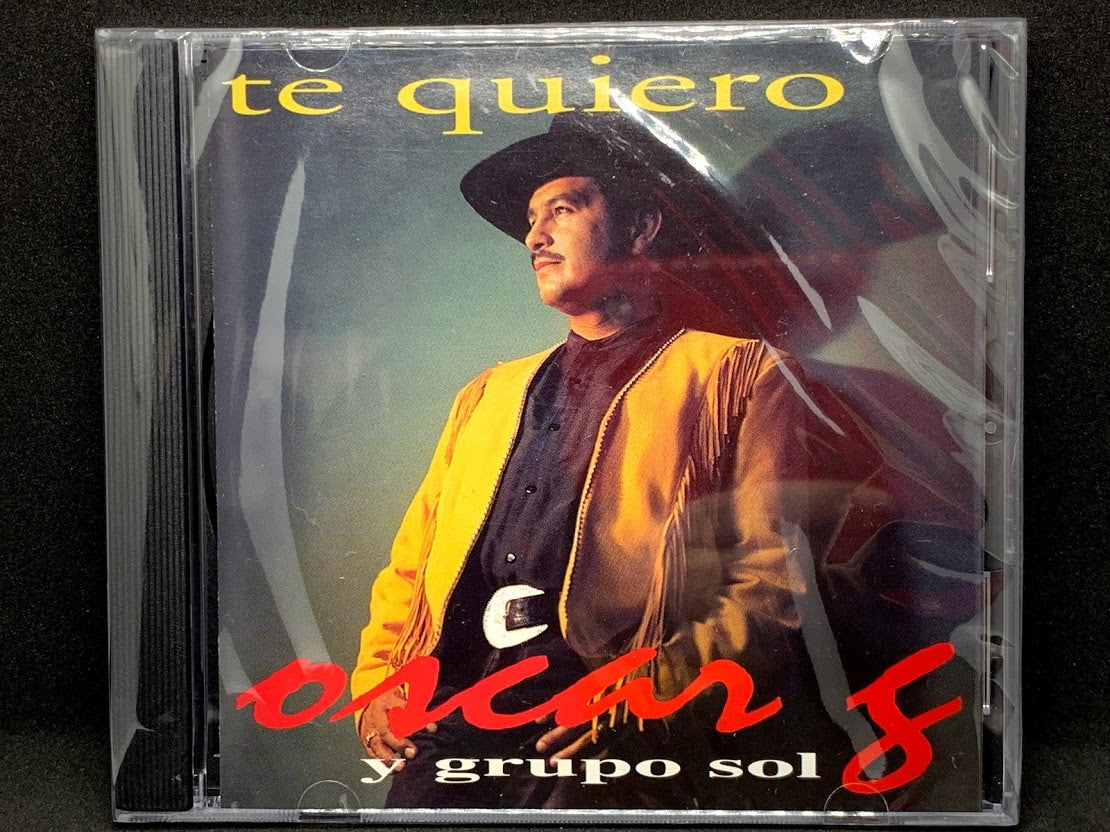 te quiero
oscar g
y grupo sol